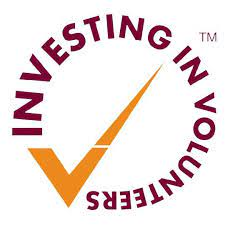 INVESTING IN VOLUNTEERS
TM